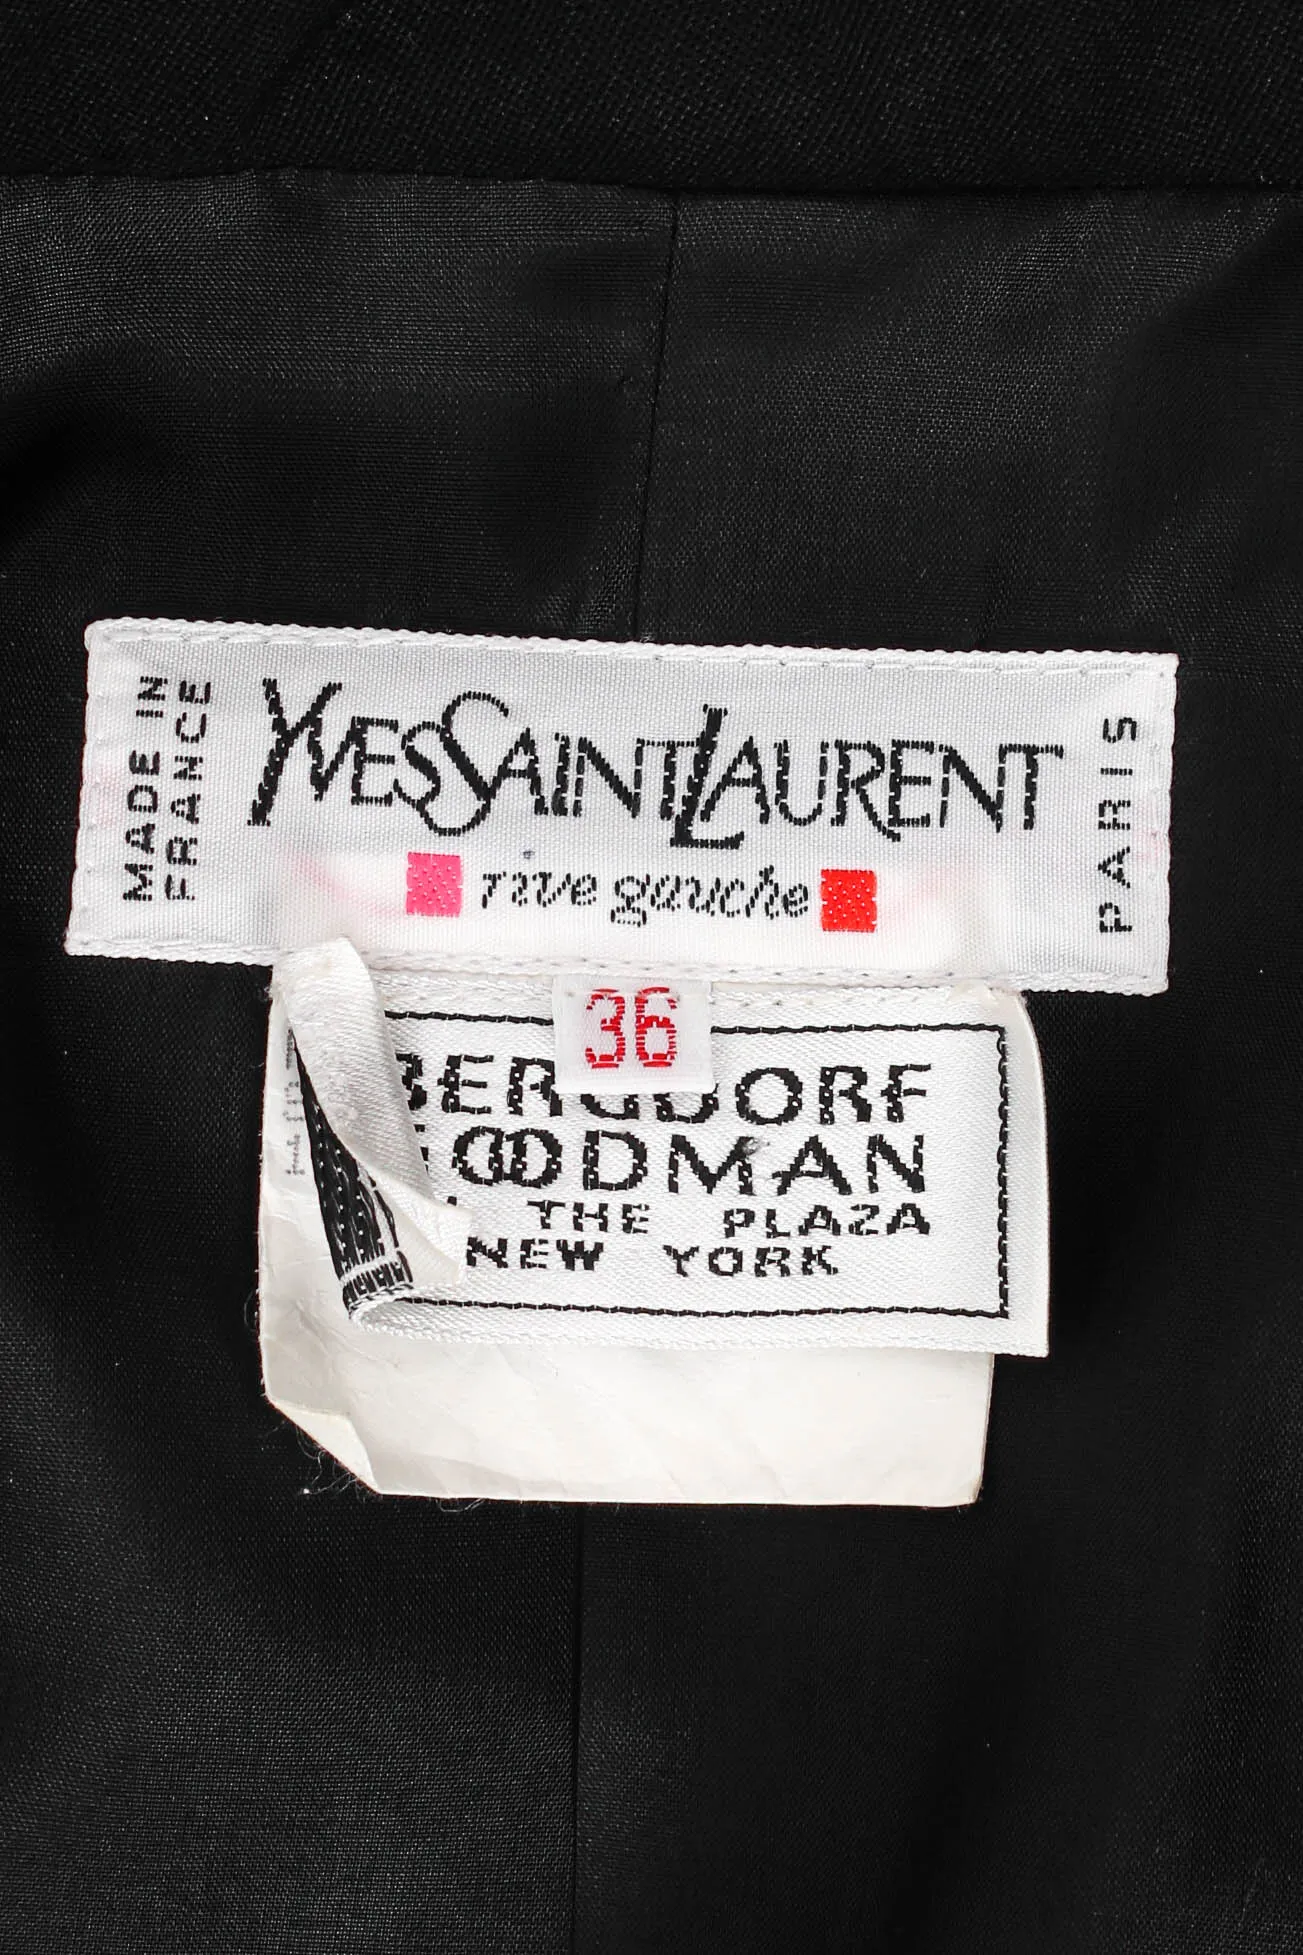 MADE IN
FRANCE
YVES SAINT LAURENT
rive gauche
PARIS
36
BERGDORF
GOODMAN
THE PLAZA
NEW YORK